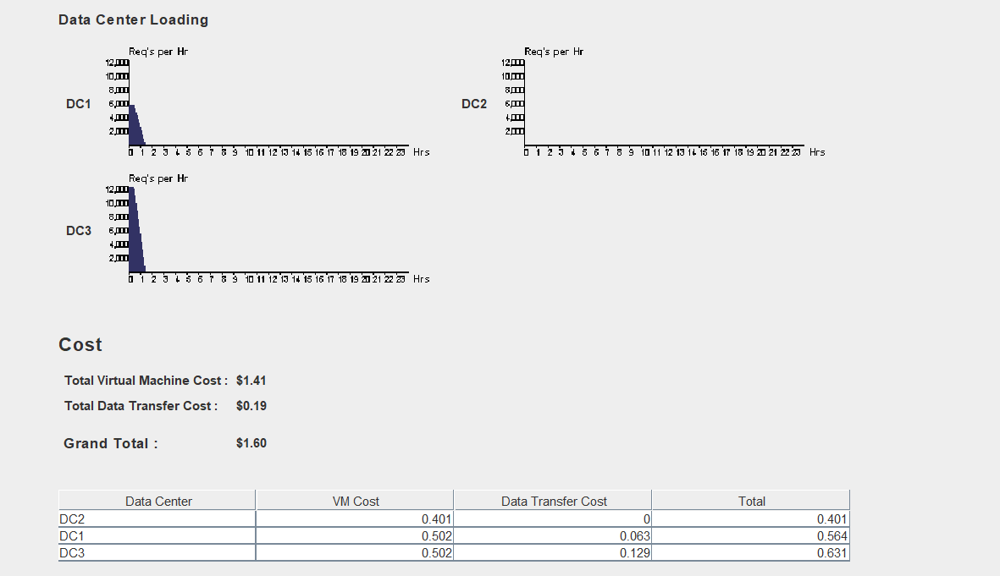 Data Center Loading
Req's per Hr
12,000
10,000
8,000
6,000
4,000
2,000
DC1
0 1 2 3 4 5 6 7 8 9 10 11 12 13 14 15 16 17 18 19 20 21 22 23 Hrs
Req's per Hr
12,000
10,000
8,000
6,000
4,000
2,000
DC2
0 1 2 3 4 5 6 7 8 9 10 11 12 13 14 15 16 17 18 19 20 21 22 23 Hrs
Req's per Hr
12,000
10,000
8,000
6,000
4,000
2,000
DC3
0 1 2 3 4 5 6 7 8 9 10 11 12 13 14 15 16 17 18 19 20 21 22 23 Hrs
Cost
Total Virtual Machine Cost : $1.41
Total Data Transfer Cost : $0.19
Grand Total : $1.60
Data Center VM Cost Data Transfer Cost Total
DC2 0.401 0 0.401
DC1 0.502 0.063 0.564
DC3 0.502 0.129 0.631